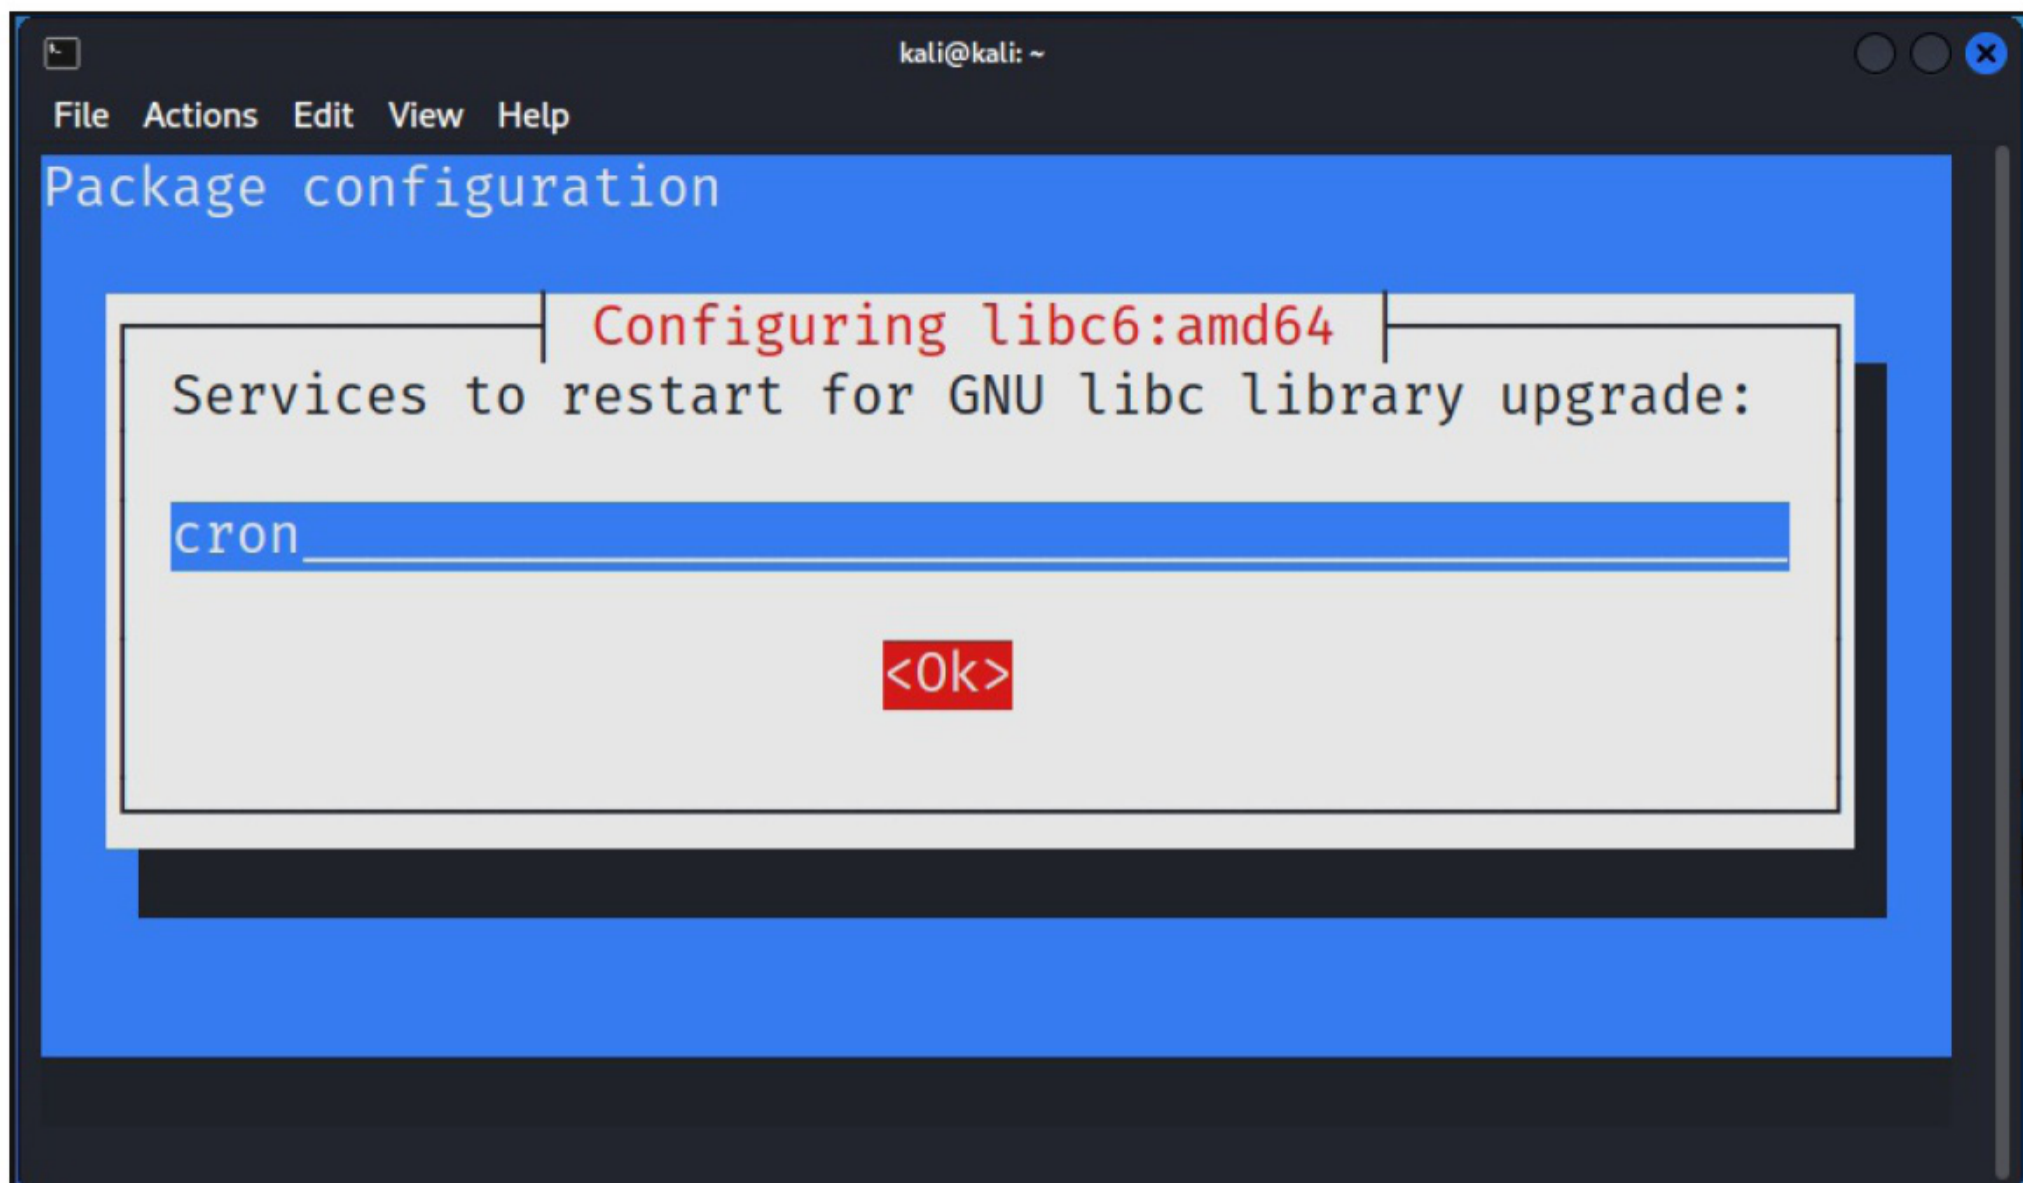 kali@kali: ~
File Actions Edit View Help
Package configuration
Configuring libc6:amd64
Services to restart for GNU libc library upgrade:
cron
<Ok>